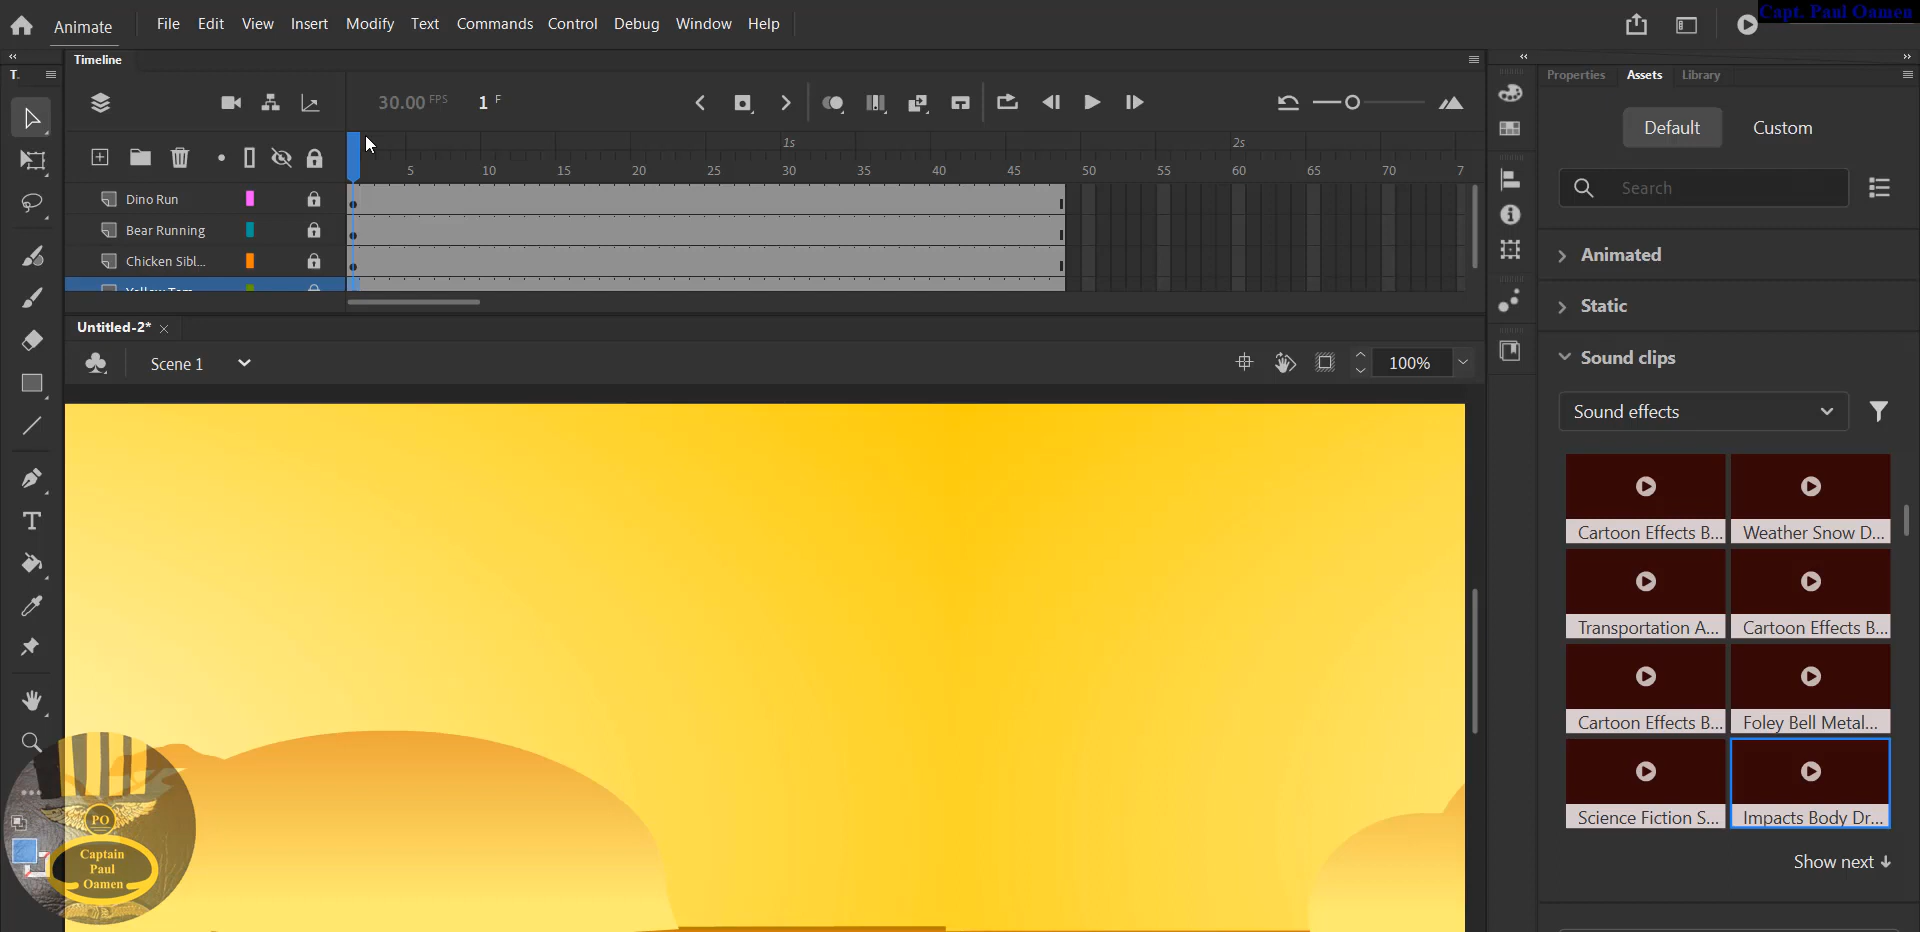 Capt. Paul Oamen
Animate File Edit View Insert Modify Text Commands Control Debug Window Help
T. Timeline Properties Assets Library
30.00 FPS 1 F
Default Custom
1s 2s
5 10 15 20 25 30 35 40 45 50 55 60 65 70 7
Search
Dino Run
Bear Running
Chicken Sibl...
Animated
Static
Untitled-2*
Scene 1 100%
Sound clips
Sound effects
Cartoon Effects B... Weather Snow D...
Transportation A... Cartoon Effects B...
Cartoon Effects B... Foley Bell Metal...
Science Fiction S... Impacts Body Dr...
Show next
PO
Captain
Paul
Oamen